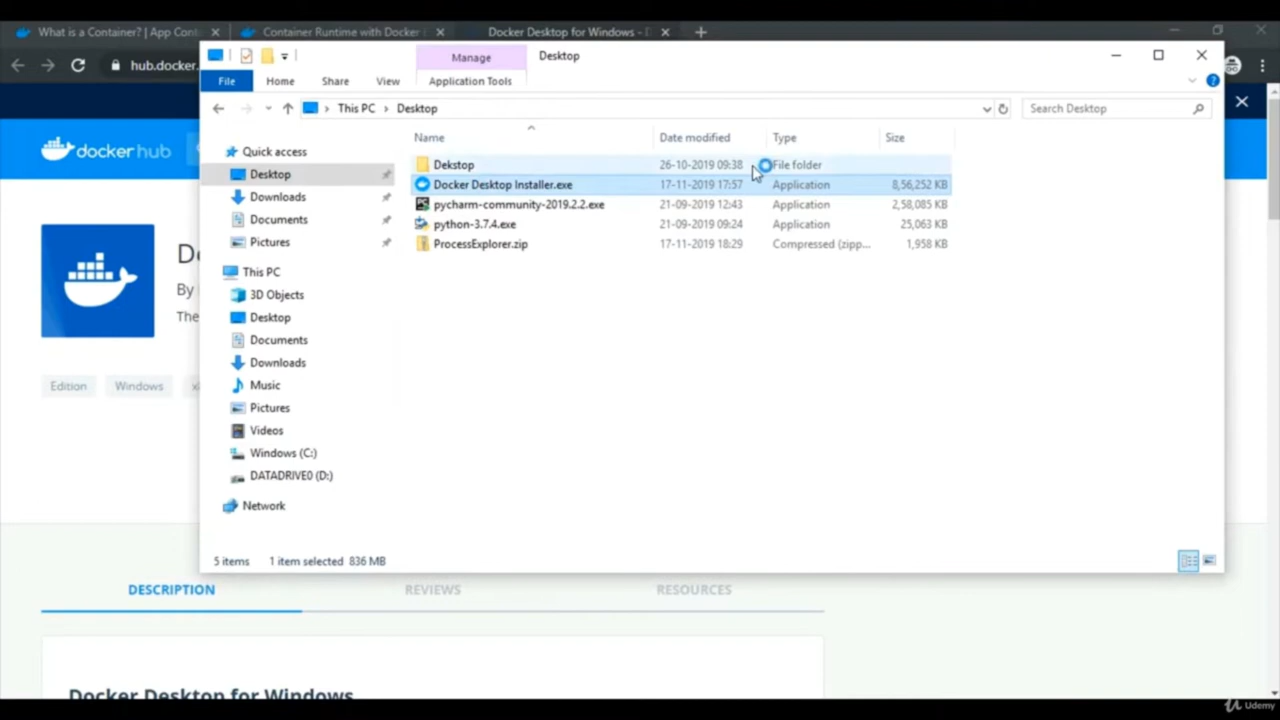 What is a Container? | App Cont
Container Runtime with Docker
Docker Desktop for Windows - D
hub.docker.
Manage
Desktop
File
Home
Share
View
Application Tools
This PC
Desktop
Search Desktop
Name
Date modified
Type
Size
Quick access
Desktop
Downloads
Documents
Pictures
This PC
3D Objects
Desktop
Documents
Downloads
Music
Pictures
Videos
Windows (C:)
DATADRIVE0 (D:)
Network
Dekstop 26-10-2019 09:38 File folder
Docker Desktop Installer.exe 17-11-2019 17:57 Application 8,56,252 KB
pycharm-community-2019.2.2.exe 21-09-2019 12:43 Application 2,58,085 KB
python-3.7.4.exe 21-09-2019 09:24 Application 25,063 KB
ProcessExplorer.zip 17-11-2019 18:29 Compressed (zipp... 1,958 KB
5 items 1 item selected 836 MB
docker hub
By
The
Edition
Windows
DESCRIPTION
REVIEWS
RESOURCES
Docker Desktop for Windows
Udemy